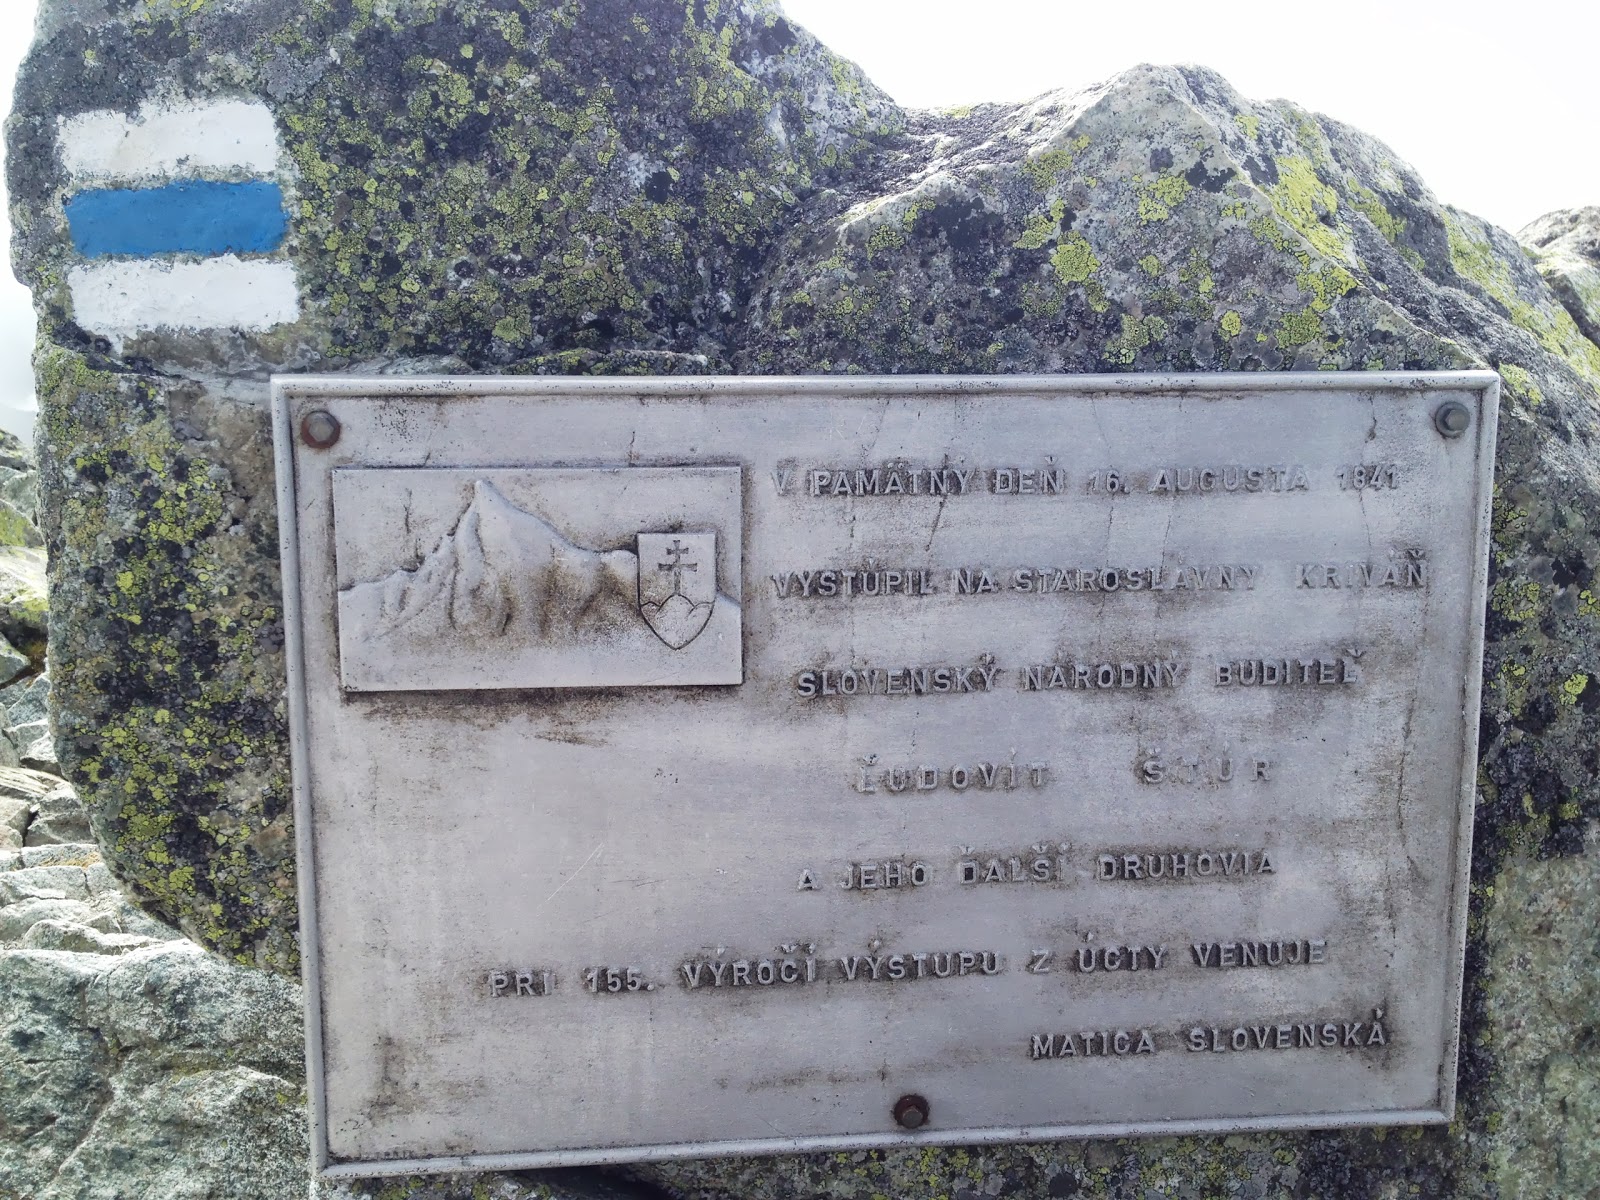 V PAMÄTNÝ DEŇ 16. AUGUSTA 1841
VYSTÚPIL NA STAROSLÁVNY KRIVÁŇ
SLOVENSKÝ NÁRODNÝ BUDITEĽ
ĽUDOVÍT ŠTÚR
A JEHO ĎALŠÍ DRUHOVIA
PRI 155. VÝROČÍ VÝSTUPU Z ÚCTY VENUJE
MATICA SLOVENSKÁ